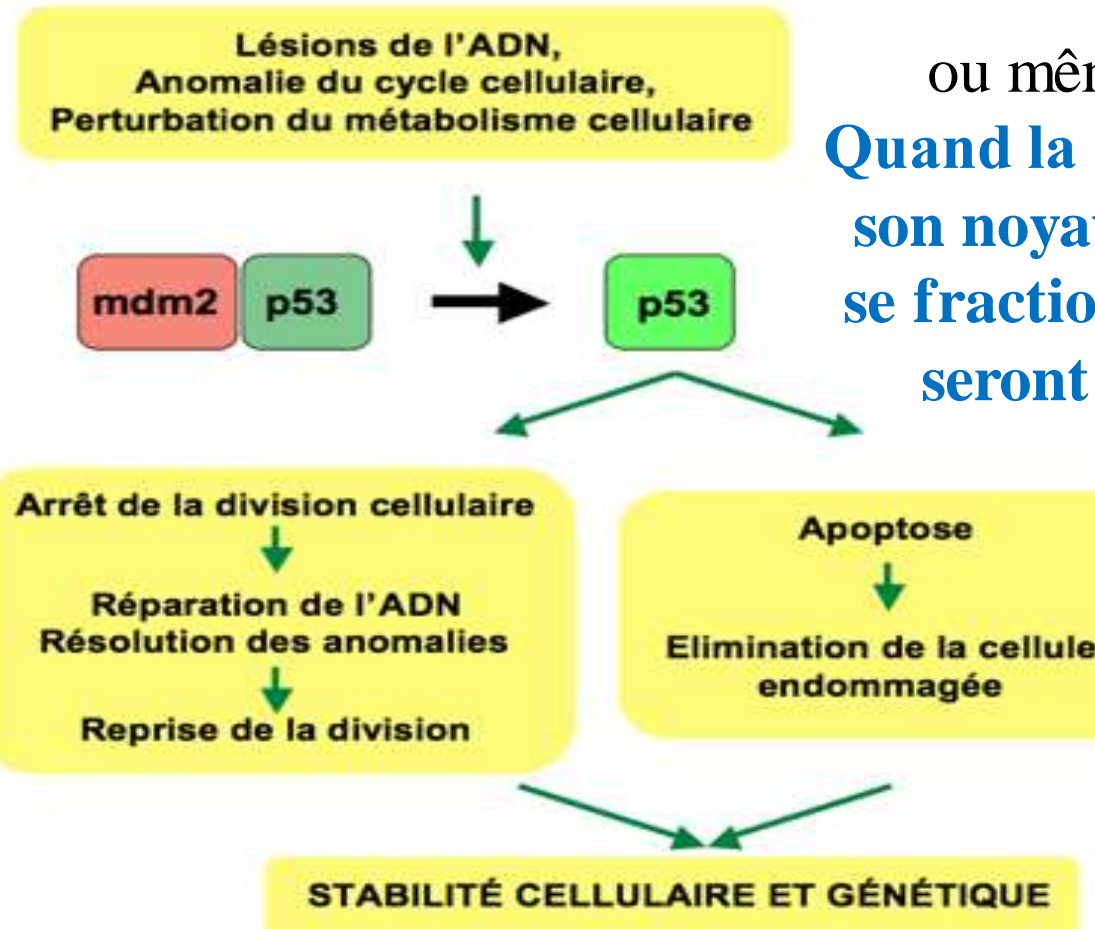 Lésions de l'ADN,
Anomalie du cycle cellulaire,
Perturbation du métabolisme cellulaire
ou mêm
Quand la
son noyau
se fractio
seront
mdm2 p53 p53
Arrêt de la division cellulaire
Réparation de l'ADN
Résolution des anomalies
Reprise de la division
Apoptose
Elimination de la cellule
endommagée
STABILITÉ CELLULAIRE ET GÉNÉTIQUE